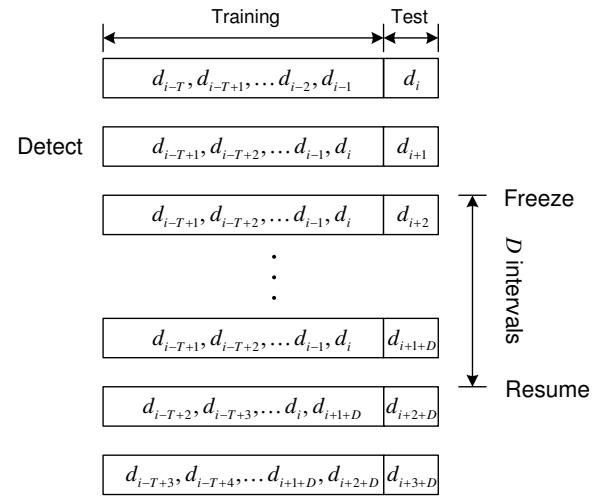 Training Test
d_{i-T}, d_{i-T+1}, … d_{i-2}, d_{i-1} d_i
Detect d_{i-T+1}, d_{i-T+2}, … d_{i-1}, d_i d_{i+1}
Freeze
d_{i-T+1}, d_{i-T+2}, … d_{i-1}, d_i d_{i+2}
D intervals
d_{i-T+1}, d_{i-T+2}, … d_{i-1}, d_i d_{i+1+D}
Resume
d_{i-T+2}, d_{i-T+3}, … d_i, d_{i+1+D} d_{i+2+D}
d_{i-T+3}, d_{i-T+4}, … d_{i+1+D}, d_{i+2+D} d_{i+3+D}